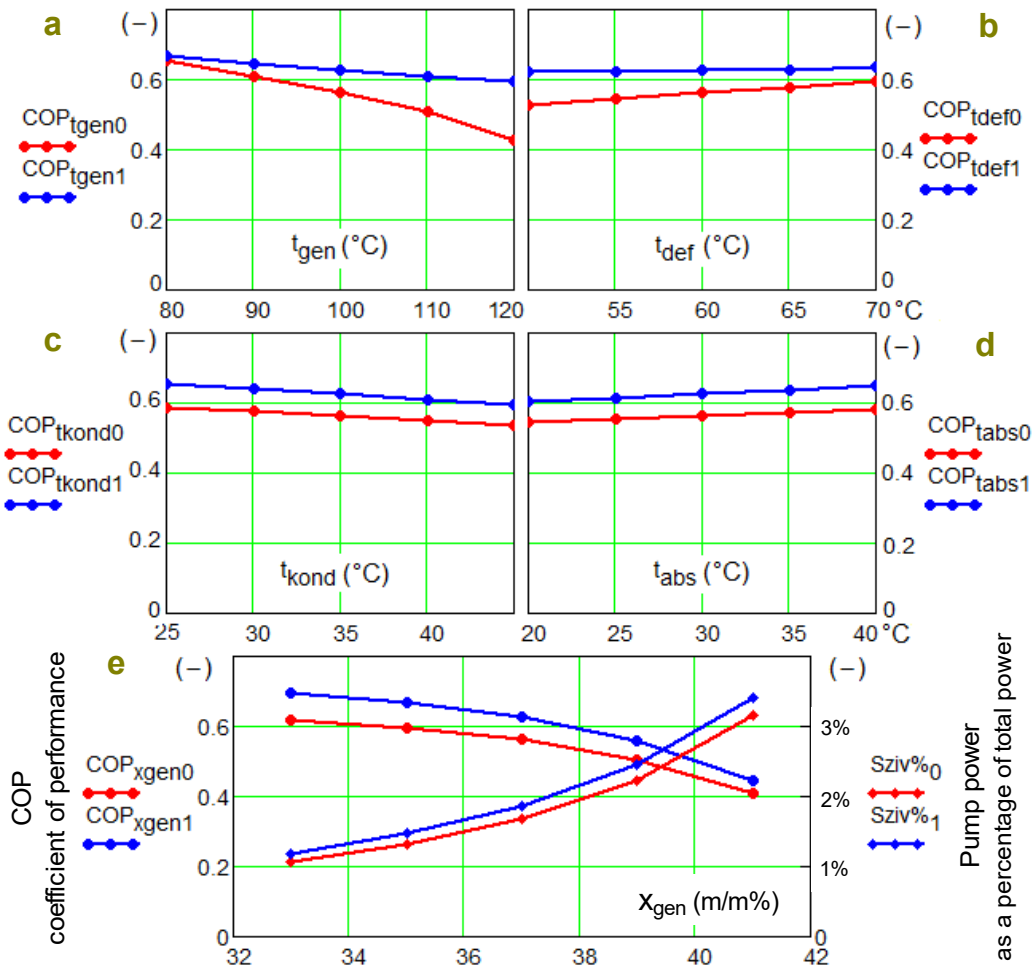 a
(−)
0.6
0.4
0.2
0
COPtgen0
COPtgen1
tgen (°C)
80 90 100 110 120
b
(−)
0.6
0.4
0.2
0
COPtdef0
COPtdef1
tdef (°C)
55 60 65 70 °C
c
(−)
0.6
0.4
0.2
0
COPtkond0
COPtkond1
tkond (°C)
25 30 35 40
d
(−)
0.6
0.4
0.2
0
COPtabs0
COPtabs1
tabs (°C)
20 25 30 35 40 °C
e
(−)
0.6
0.4
0.2
0
COP
coefficient of performance
COPxgen0
COPxgen1
xgen (m/m%)
32 34 36 38 40 42
(−)
3%
2%
1%
0
Sziv%0
Sziv%1
Pump power
as a percentage of total power